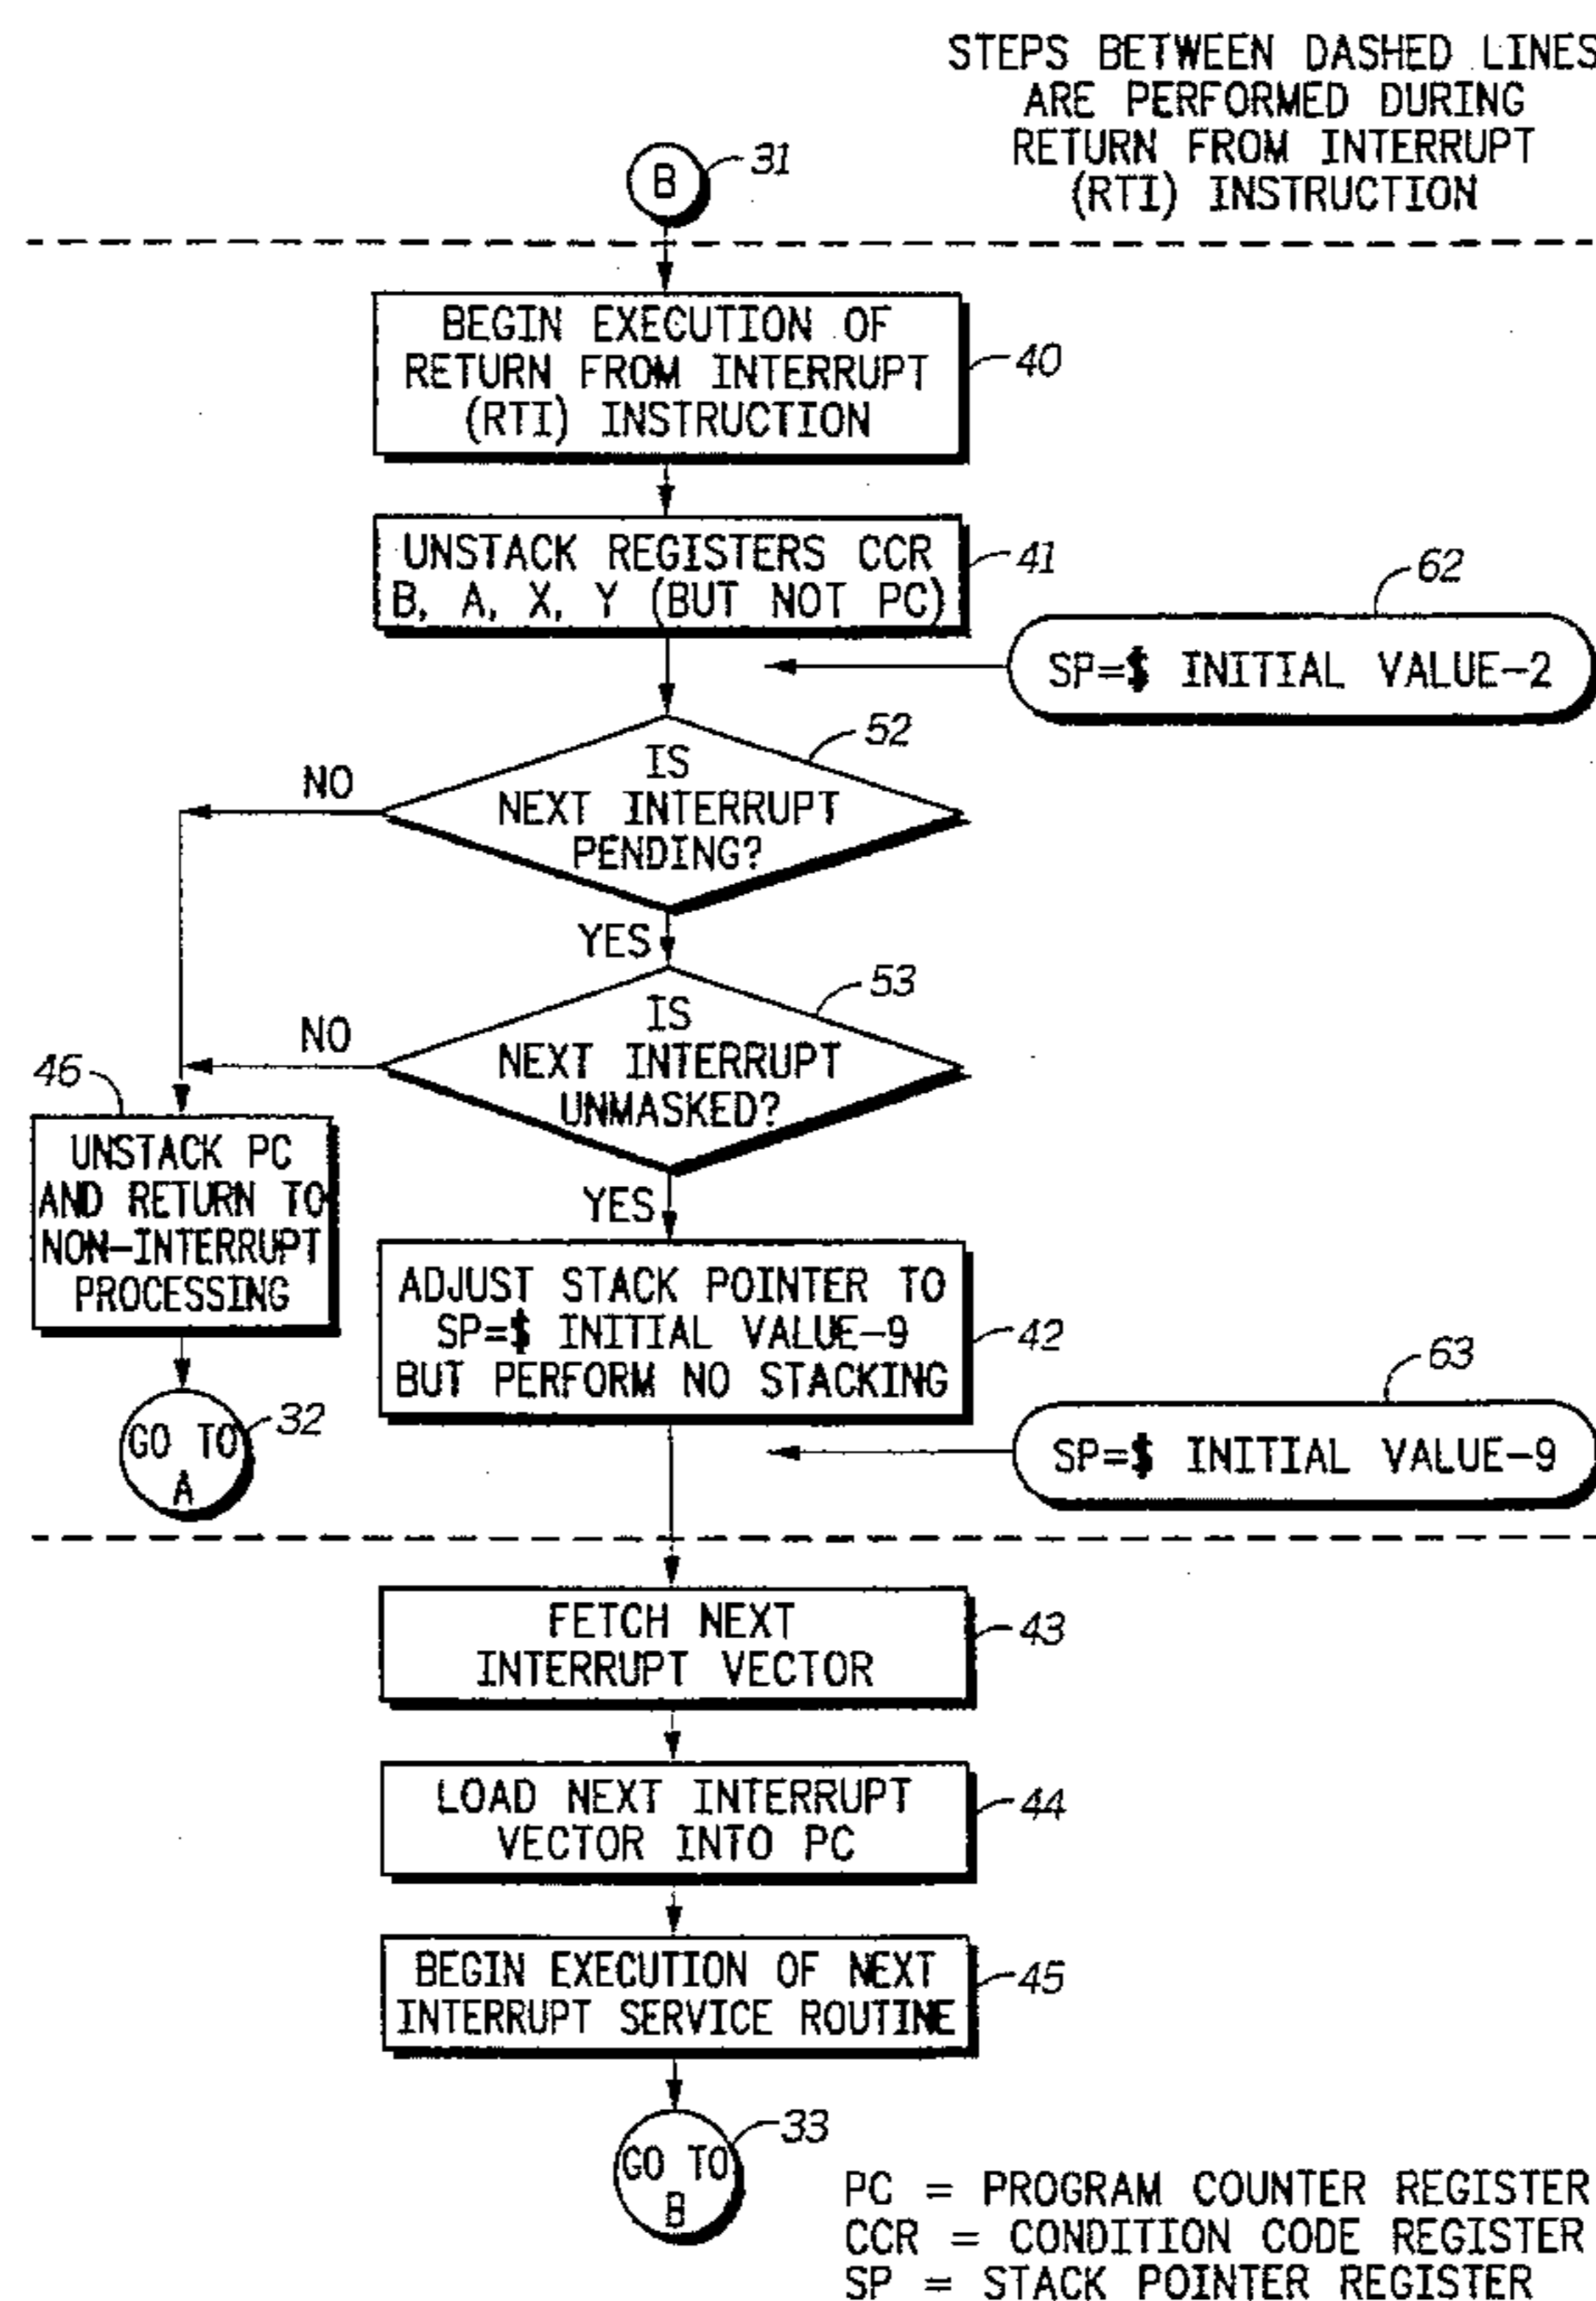 STEPS BETWEEN DASHED LINES
ARE PERFORMED DURING
RETURN FROM INTERRUPT
(RTI) INSTRUCTION
B
31
BEGIN EXECUTION OF
RETURN FROM INTERRUPT
(RTI) INSTRUCTION
40
UNSTACK REGISTERS CCR
B, A, X, Y (BUT NOT PC)
41
62
SP=$ INITIAL VALUE-2
52
IS
NEXT INTERRUPT
PENDING?
NO
YES
53
IS
NEXT INTERRUPT
UNMASKED?
NO
46
UNSTACK PC
AND RETURN TO
NON-INTERRUPT
PROCESSING
YES
ADJUST STACK POINTER TO
SP=$ INITIAL VALUE-9
BUT PERFORM NO STACKING
42
63
SP=$ INITIAL VALUE-9
GO TO
A
32
FETCH NEXT
INTERRUPT VECTOR
43
LOAD NEXT INTERRUPT
VECTOR INTO PC
44
BEGIN EXECUTION OF NEXT
INTERRUPT SERVICE ROUTINE
45
GO TO
B
33
PC = PROGRAM COUNTER REGISTER
CCR = CONDITION CODE REGISTER
SP = STACK POINTER REGISTER